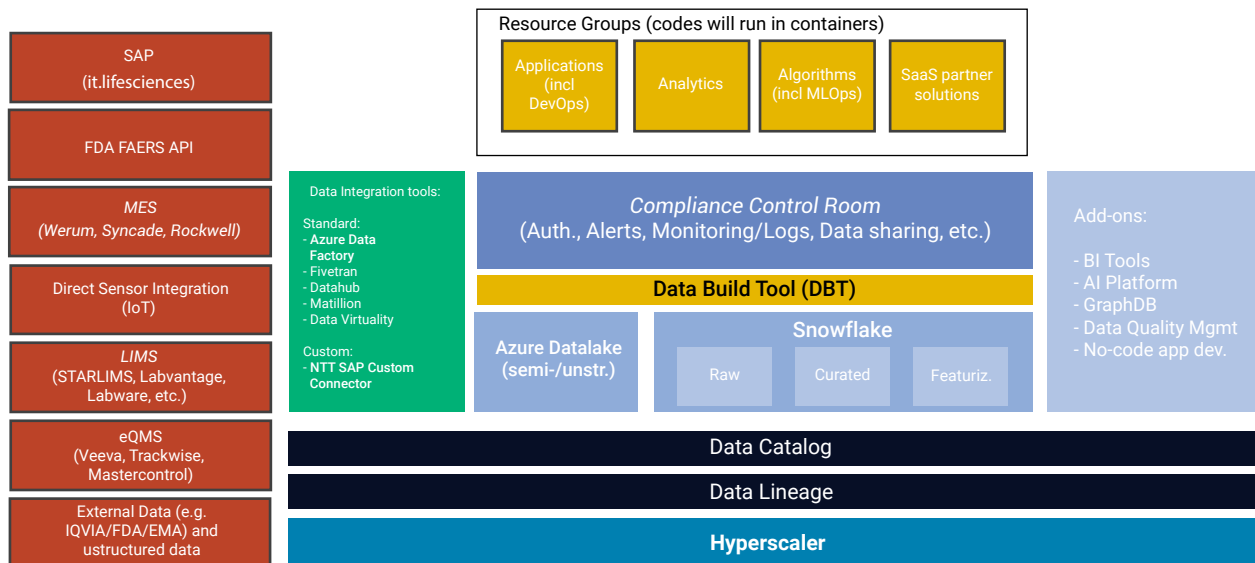 Resource Groups (codes will run in containers)
Applications
(incl
DevOps)
Analytics
Algorithms
(incl MLOps)
SaaS partner
solutions
SAP
(it.lifesciences)
FDA FAERS API
MES
(Werum, Syncade, Rockwell)
Direct Sensor Integration
(IoT)
LIMS
(STARLIMS, Labvantage,
Labware, etc.)
eQMS
(Veeva, Trackwise,
Mastercontrol)
External Data (e.g.
IQVIA/FDA/EMA) and
ustructured data
Data Integration tools:
Standard:
- Azure Data
Factory
- Fivetran
- Datahub
- Matillion
- Data Virtuality
Custom:
- NTT SAP Custom
Connector
Compliance Control Room
(Auth., Alerts, Monitoring/Logs, Data sharing, etc.)
Data Build Tool (DBT)
Azure Datalake
(semi-/unstr.)
Snowflake
Raw
Curated
Featuriz.
Add-ons:
- BI Tools
- AI Platform
- GraphDB
- Data Quality Mgmt
- No-code app dev.
Data Catalog
Data Lineage
Hyperscaler